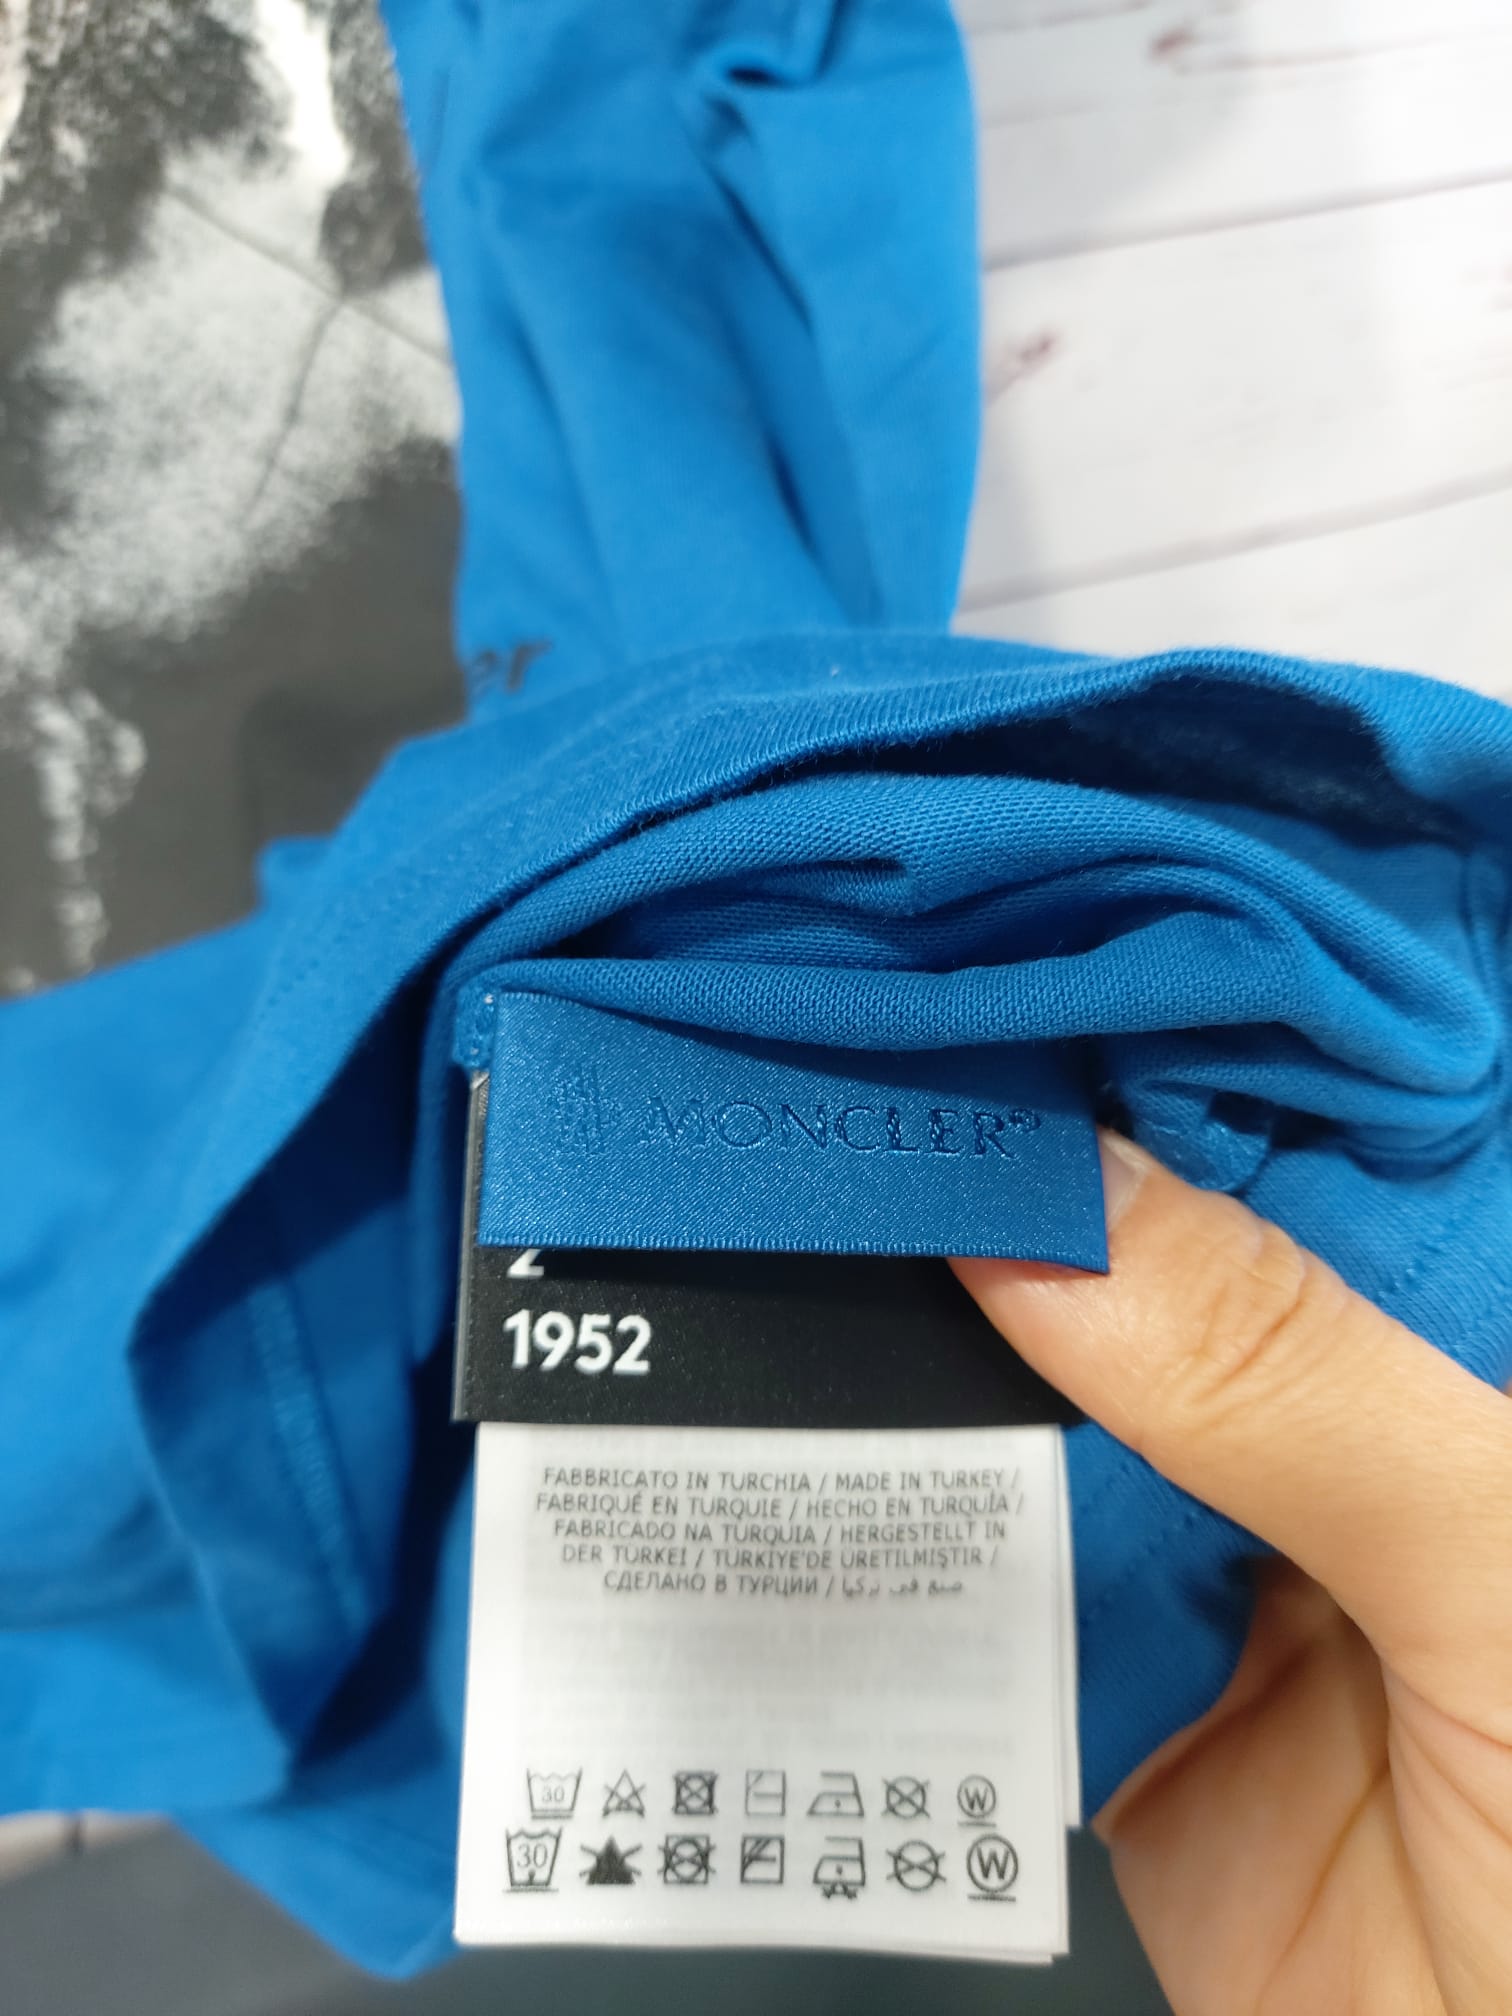 er
MONCLER®
2
1952
FABBRICATO IN TURCHIA / MADE IN TURKEY /
FABRIQUÉ EN TURQUIE / HECHO EN TURQUÍA /
FABRICADO NA TURQUIA / HERGESTELLT IN
DER TÜRKEI / TÜRKIYE'DE ÜRETILMIŞTIR /
СДЕЛАНО В ТУРЦИИ / صنع في تركيا
30 W
30 W